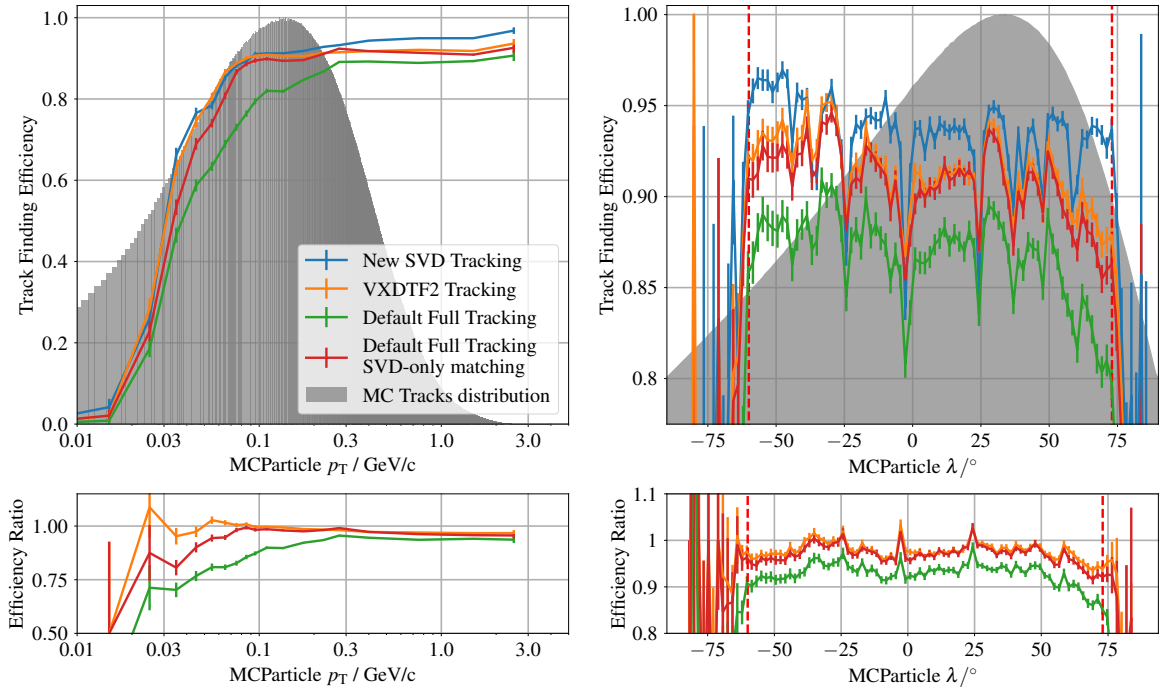 1.0
0.8
0.6
0.4
0.2
0.0
Track Finding Efficiency
New SVD Tracking
VXDTF2 Tracking
Default Full Tracking
Default Full Tracking
SVD-only matching
MC Tracks distribution
0.01 0.03 0.1 0.3 1.0 3.0
MCParticle pT / GeV/c
1.00
0.95
0.90
0.85
0.8
Track Finding Efficiency
−75 −50 −25 0 25 50 75
MCParticle λ/°
1.00
0.75
0.50
Efficiency Ratio
0.01 0.03 0.1 0.3 1.0 3.0
MCParticle pT / GeV/c
1.1
1
0.9
0.8
Efficiency Ratio
−75 −50 −25 0 25 50 75
MCParticle λ/°